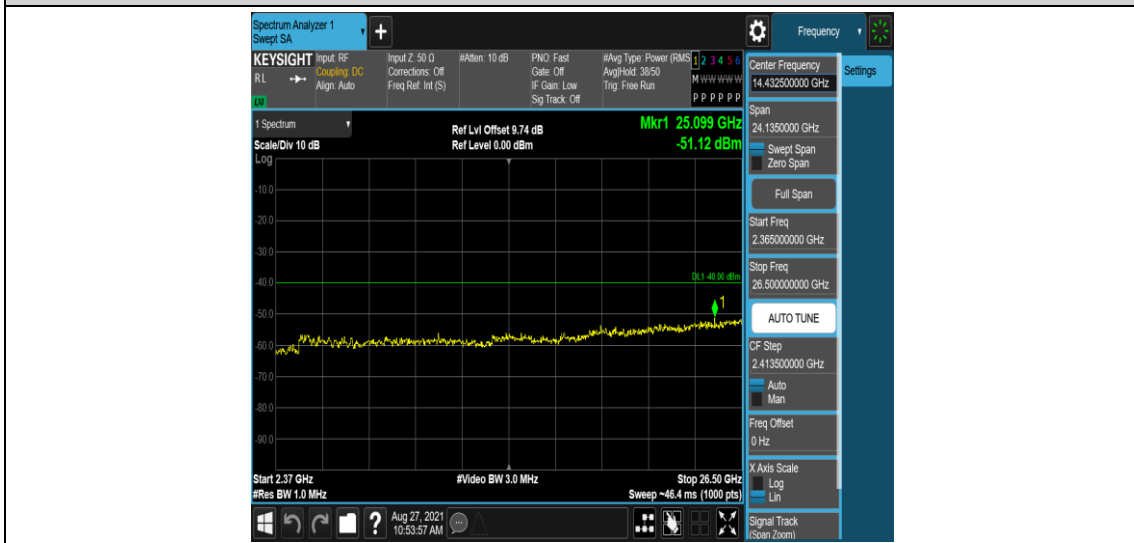 Spectrum Analyzer 1
Swept SA
+
Frequency
KEYSIGHT
RL
LXI
Input: RF
Coupling: DC
Align: Auto
Input Z: 50 Ω
Corrections: Off
Freq Ref: Int (S)
#Atten: 10 dB
PNO: Fast
Gate: Off
IF Gain: Low
Sig Track: Off
#Avg Type: Power (RMS
Avg|Hold: 38/50
Trig: Free Run
1 2 3 4 5 6
M W W W W W
P P P P P P
1 Spectrum
Scale/Div 10 dB
Ref Lvl Offset 9.74 dB
Ref Level 0.00 dBm
Mkr1 25.099 GHz
-51.12 dBm
Log
-10.0
-20.0
-30.0
-40.0
DL1 -40.00 dBm
-50.0
1
-60.0
-70.0
-80.0
-90.0
Start 2.37 GHz
#Res BW 1.0 MHz
#Video BW 3.0 MHz
Stop 26.50 GHz
Sweep ~46.4 ms (1000 pts)
?
Aug 27, 2021
10:53:57 AM
Center Frequency
14.432500000 GHz
Settings
Span
24.1350000 GHz
Swept Span
Zero Span
Full Span
Start Freq
2.365000000 GHz
Stop Freq
26.500000000 GHz
AUTO TUNE
CF Step
2.413500000 GHz
Auto
Man
Freq Offset
0 Hz
X Axis Scale
Log
Lin
Signal Track
(Span Zoom)